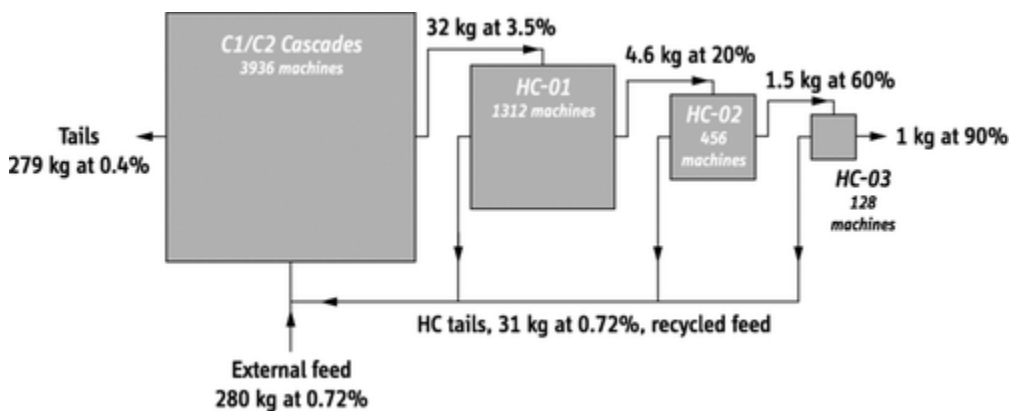 C1/C2 Cascades
3936 machines
32 kg at 3.5%
HC-01
1312 machines
4.6 kg at 20%
HC-02
456
machines
1.5 kg at 60%
1 kg at 90%
HC-03
128
machines
Tails
279 kg at 0.4%
HC tails, 31 kg at 0.72%, recycled feed
External feed
280 kg at 0.72%